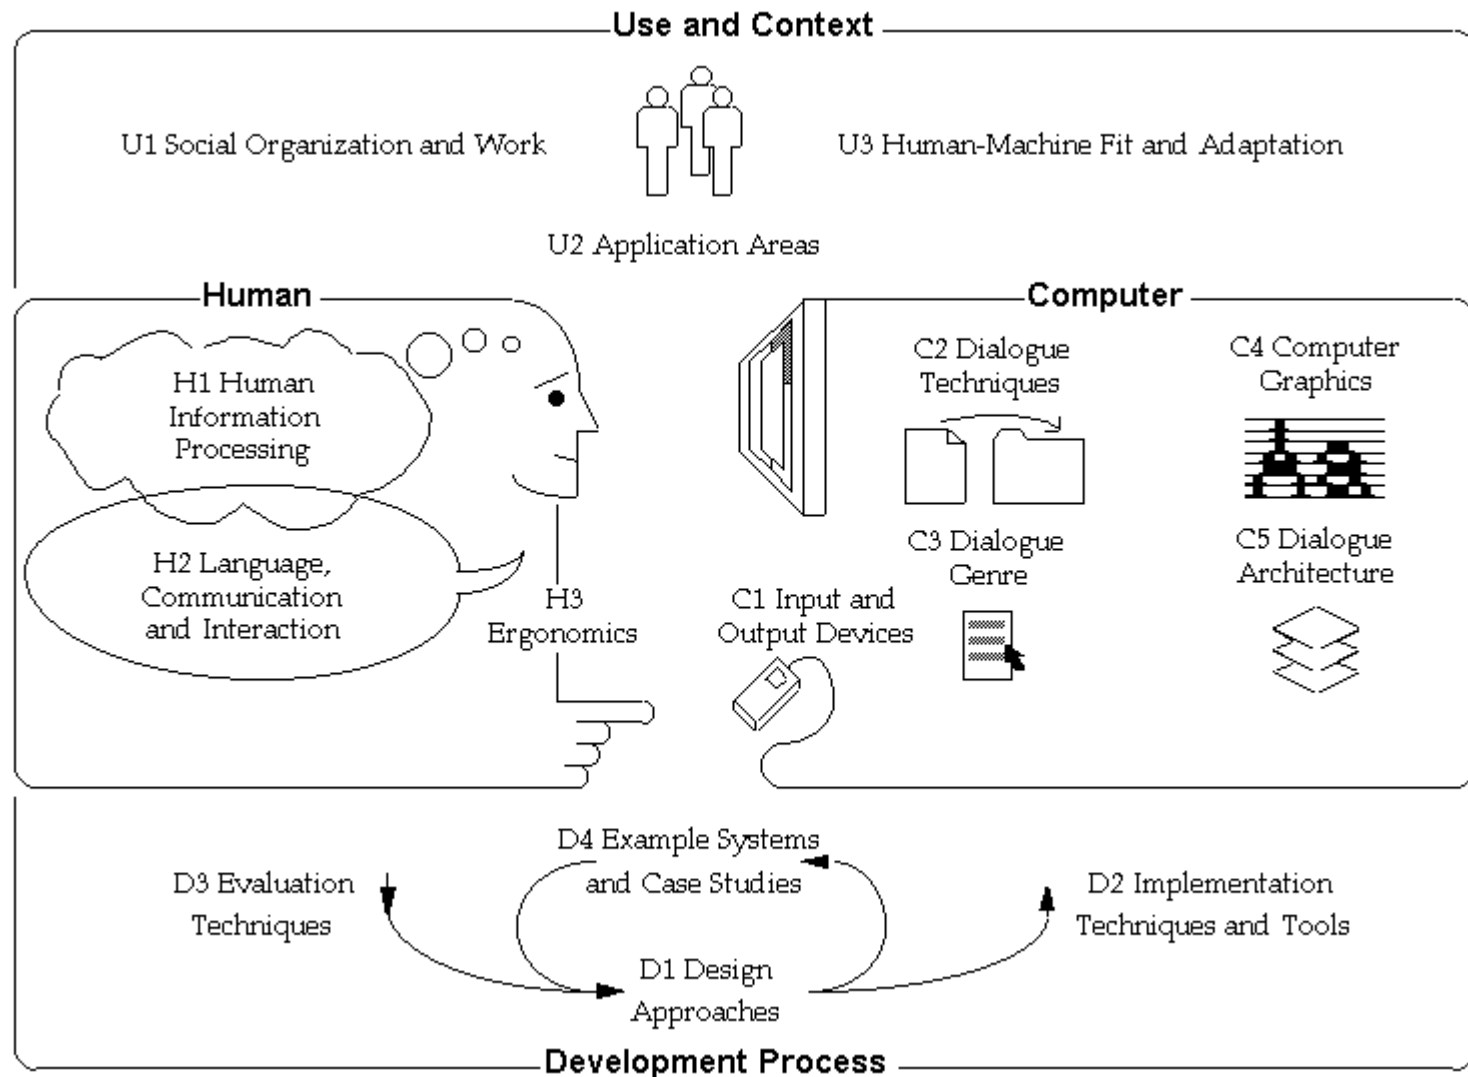 Use and Context
U1 Social Organization and Work
U3 Human-Machine Fit and Adaptation
U2 Application Areas
Human
H1 Human
Information
Processing
H2 Language,
Communication
and Interaction
H3
Ergonomics
Computer
C1 Input and
Output Devices
C2 Dialogue
Techniques
C3 Dialogue
Genre
C4 Computer
Graphics
C5 Dialogue
Architecture
D4 Example Systems
and Case Studies
D3 Evaluation
Techniques
D2 Implementation
Techniques and Tools
D1 Design
Approaches
Development Process